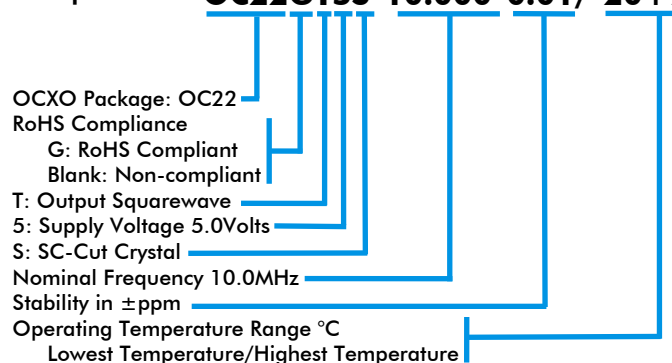 OCXO Package: OC22
RoHS Compliance
G: RoHS Compliant
Blank: Non-compliant
T: Output Squarewave
5: Supply Voltage 5.0Volts
S: SC-Cut Crystal
Nominal Frequency 10.0MHz
Stability in ±ppm
Operating Temperature Range °C
Lowest Temperature/Highest Temperature